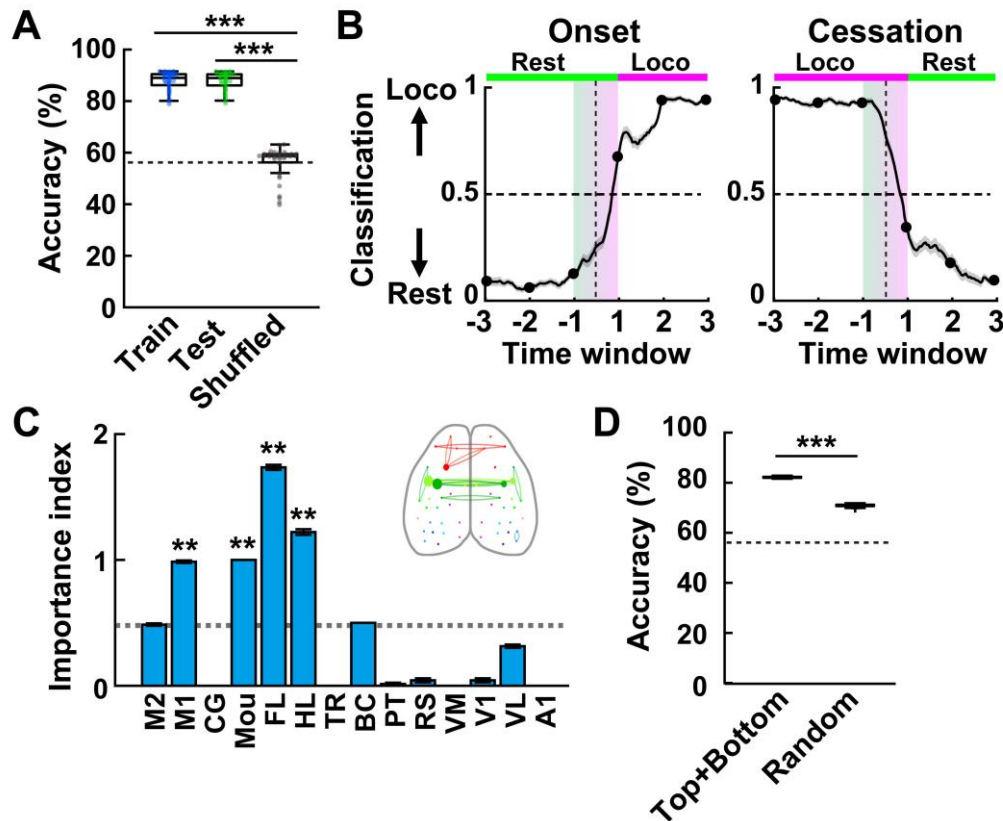 A
Accuracy (%)
100
80
60
40
20
0
***
***
Train
Test
Shuffled
B
Onset
Cessation
Rest
Loco
Loco
Rest
Classification
Loco
Rest
1
0.5
0
-3 -2 -1 1 2 3
Time window
1
0.5
0
-3 -2 -1 1 2 3
Time window
C
Importance index
2
1
0
** ** ** **
M2 M1 CG Mou FL HL TR BC PT RS VM V1 VL A1
D
Accuracy (%)
100
80
60
40
20
0
***
Top+Bottom
Random